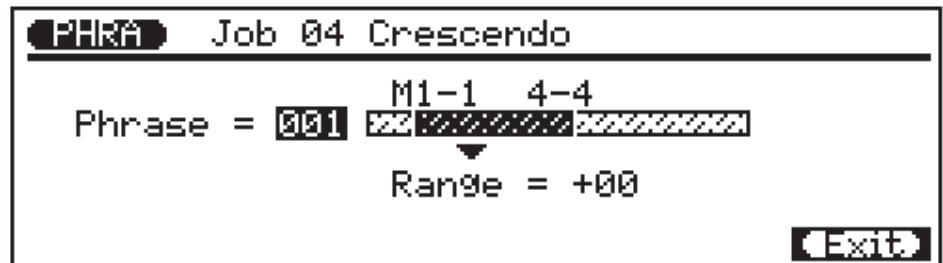 PHRA Job 04 Crescendo
M1-1 4-4
Phrase = 001
Range = +00
Exit